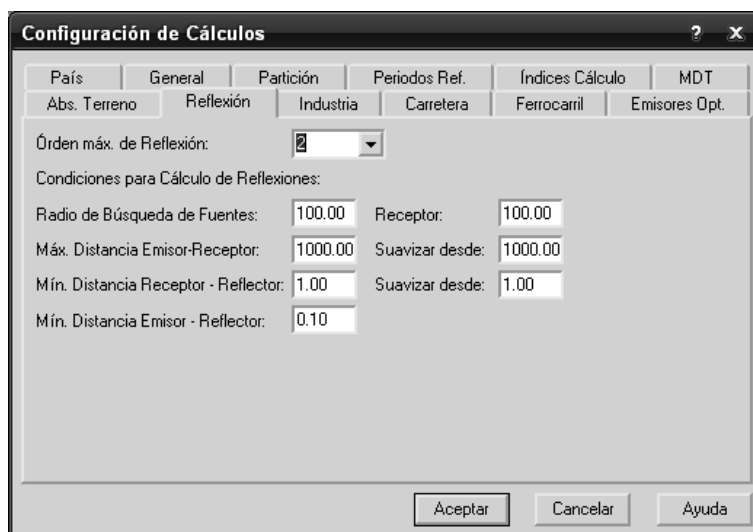 Configuración de Cálculos ? X
País General Partición Periodos Ref. Índices Cálculo MDT
Abs. Terreno Reflexión Industria Carretera Ferrocarril Emisores Opt.
Órden máx. de Reflexión: 2
Condiciones para Cálculo de Reflexiones:
Radio de Búsqueda de Fuentes: 100.00 Receptor: 100.00
Máx. Distancia Emisor-Receptor: 1000.00 Suavizar desde: 1000.00
Mín. Distancia Receptor - Reflector: 1.00 Suavizar desde: 1.00
Mín. Distancia Emisor - Reflector: 0.10
Aceptar Cancelar Ayuda